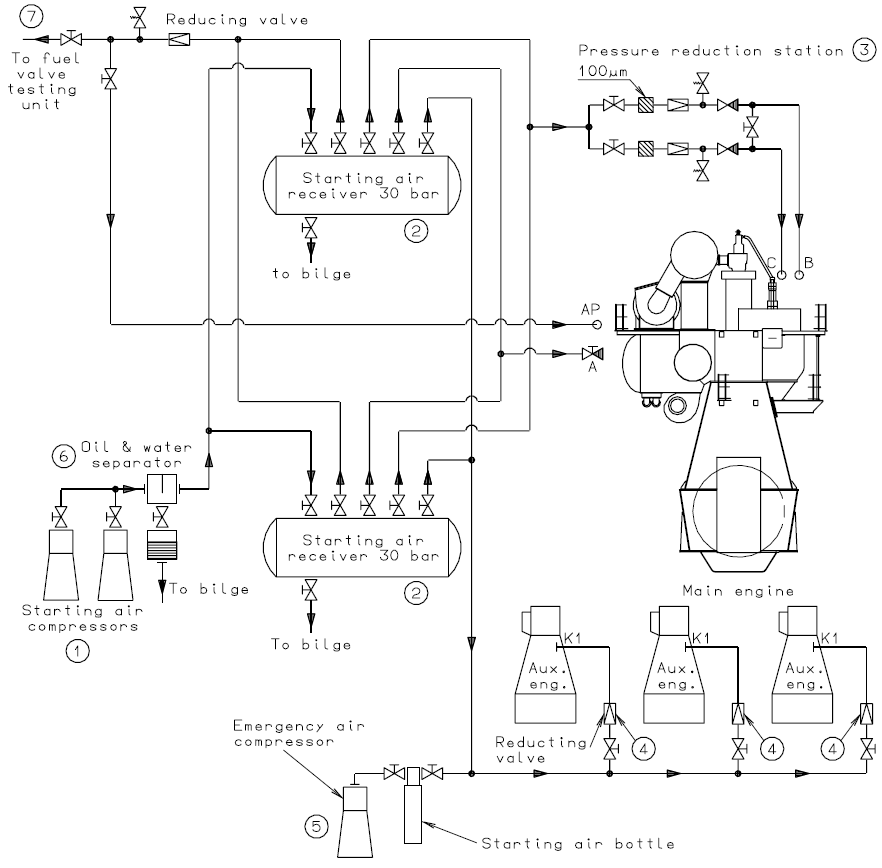 7
Reducing valve
To fuel
valve
testing
unit
Pressure reduction station 3
100µm
Starting air
receiver 30 bar
2
to bilge
C
B
AP
A
6
Oil & water
separator
Starting air
receiver 30 bar
2
To bilge
To bilge
Starting air
compressors
1
Main engine
K1
K1
K1
Aux.
eng.
Aux.
eng.
Aux.
eng.
Reducting
valve
4
4
4
Emergency air
compressor
5
Starting air bottle